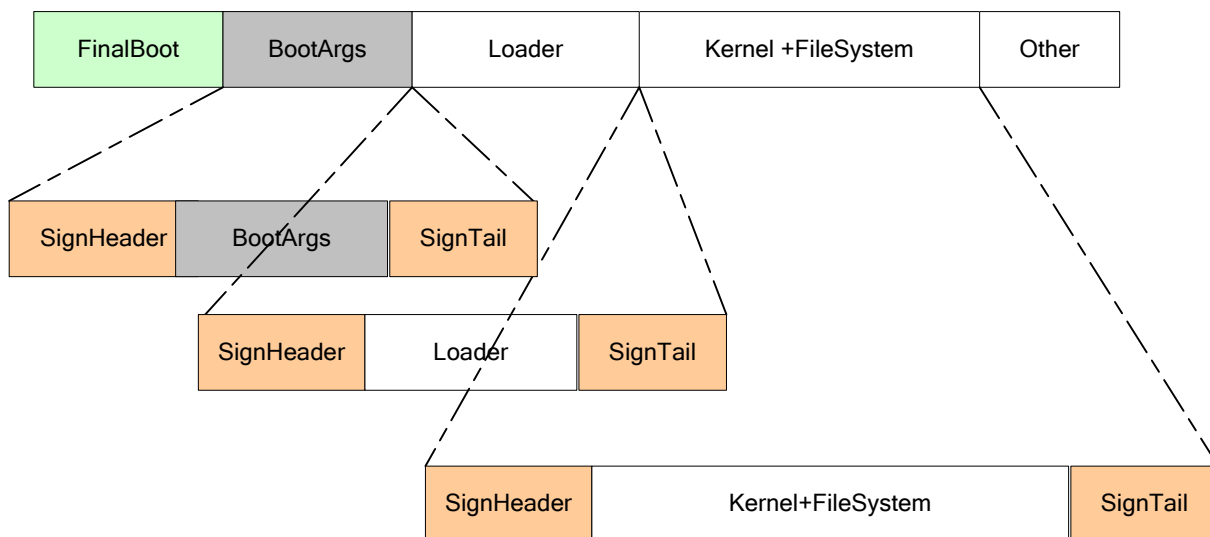 FinalBoot BootArgs Loader Kernel +FileSystem Other
SignHeader BootArgs SignTail
SignHeader Loader SignTail
SignHeader Kernel+FileSystem SignTail